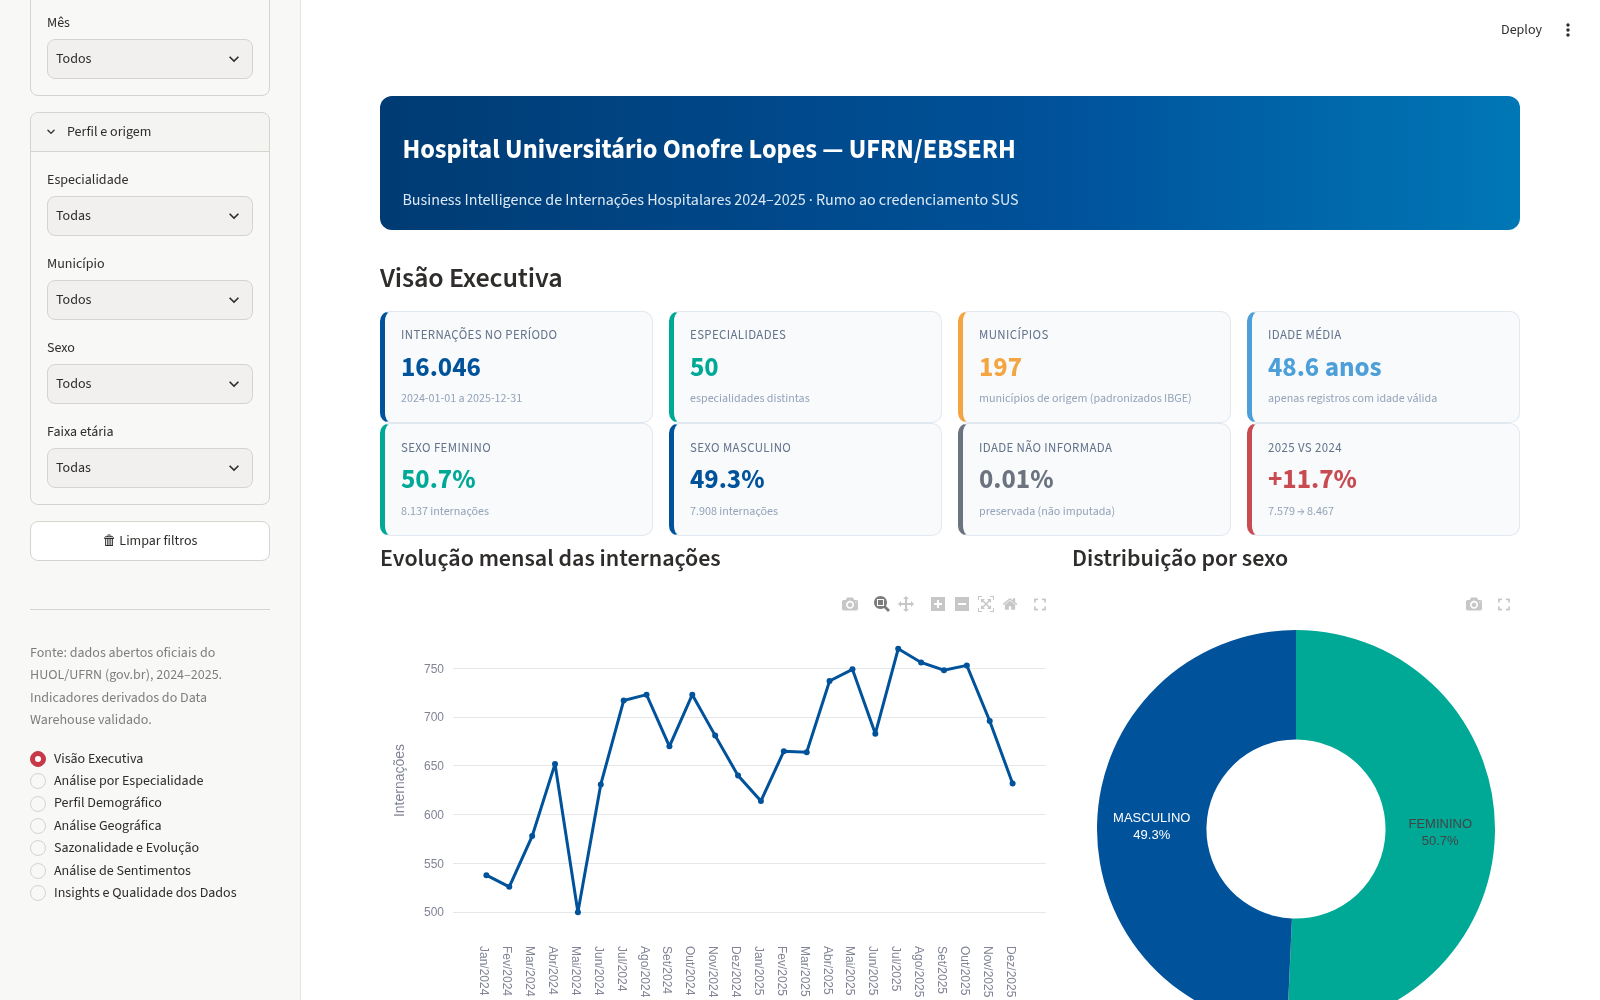 Mês
Todos
Perfil e origem
Especialidade
Todas
Município
Todos
Sexo
Todos
Faixa etária
Todas
🗑 Limpar filtros
Fonte: dados abertos oficiais do
HUOL/UFRN (gov.br), 2024–2025.
Indicadores derivados do Data
Warehouse validado.
Visão Executiva
Análise por Especialidade
Perfil Demográfico
Análise Geográfica
Sazonalidade e Evolução
Análise de Sentimentos
Insights e Qualidade dos Dados
Deploy
Hospital Universitário Onofre Lopes — UFRN/EBSERH
Business Intelligence de Internações Hospitalares 2024–2025 · Rumo ao credenciamento SUS
Visão Executiva
INTERNAÇÕES NO PERÍODO
16.046
2024-01-01 a 2025-12-31
ESPECIALIDADES
50
especialidades distintas
MUNICÍPIOS
197
municípios de origem (padronizados IBGE)
IDADE MÉDIA
48.6 anos
apenas registros com idade válida
SEXO FEMININO
50.7%
8.137 internações
SEXO MASCULINO
49.3%
7.908 internações
IDADE NÃO INFORMADA
0.01%
preservada (não imputada)
2025 VS 2024
+11.7%
7.579 → 8.467
Evolução mensal das internações
Internações
750
700
650
600
550
500
Jan/2024
Fev/2024
Mar/2024
Abr/2024
Mai/2024
Jun/2024
Jul/2024
Ago/2024
Set/2024
Out/2024
Nov/2024
Dez/2024
Jan/2025
Fev/2025
Mar/2025
Abr/2025
Mai/2025
Jun/2025
Jul/2025
Ago/2025
Set/2025
Out/2025
Nov/2025
Dez/2025
Distribuição por sexo
MASCULINO
49.3%
FEMININO
50.7%